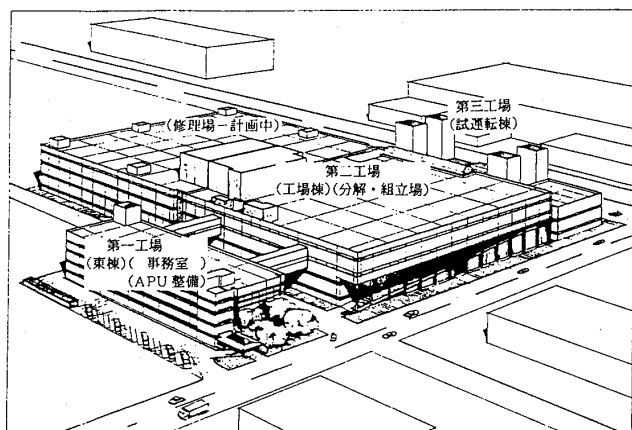 第三工場
(試運転棟)
(修理場－計画中)
第二工場
(工場棟)(分解・組立場)
第一工場
(東棟)( 事務室 )
(APU整備)